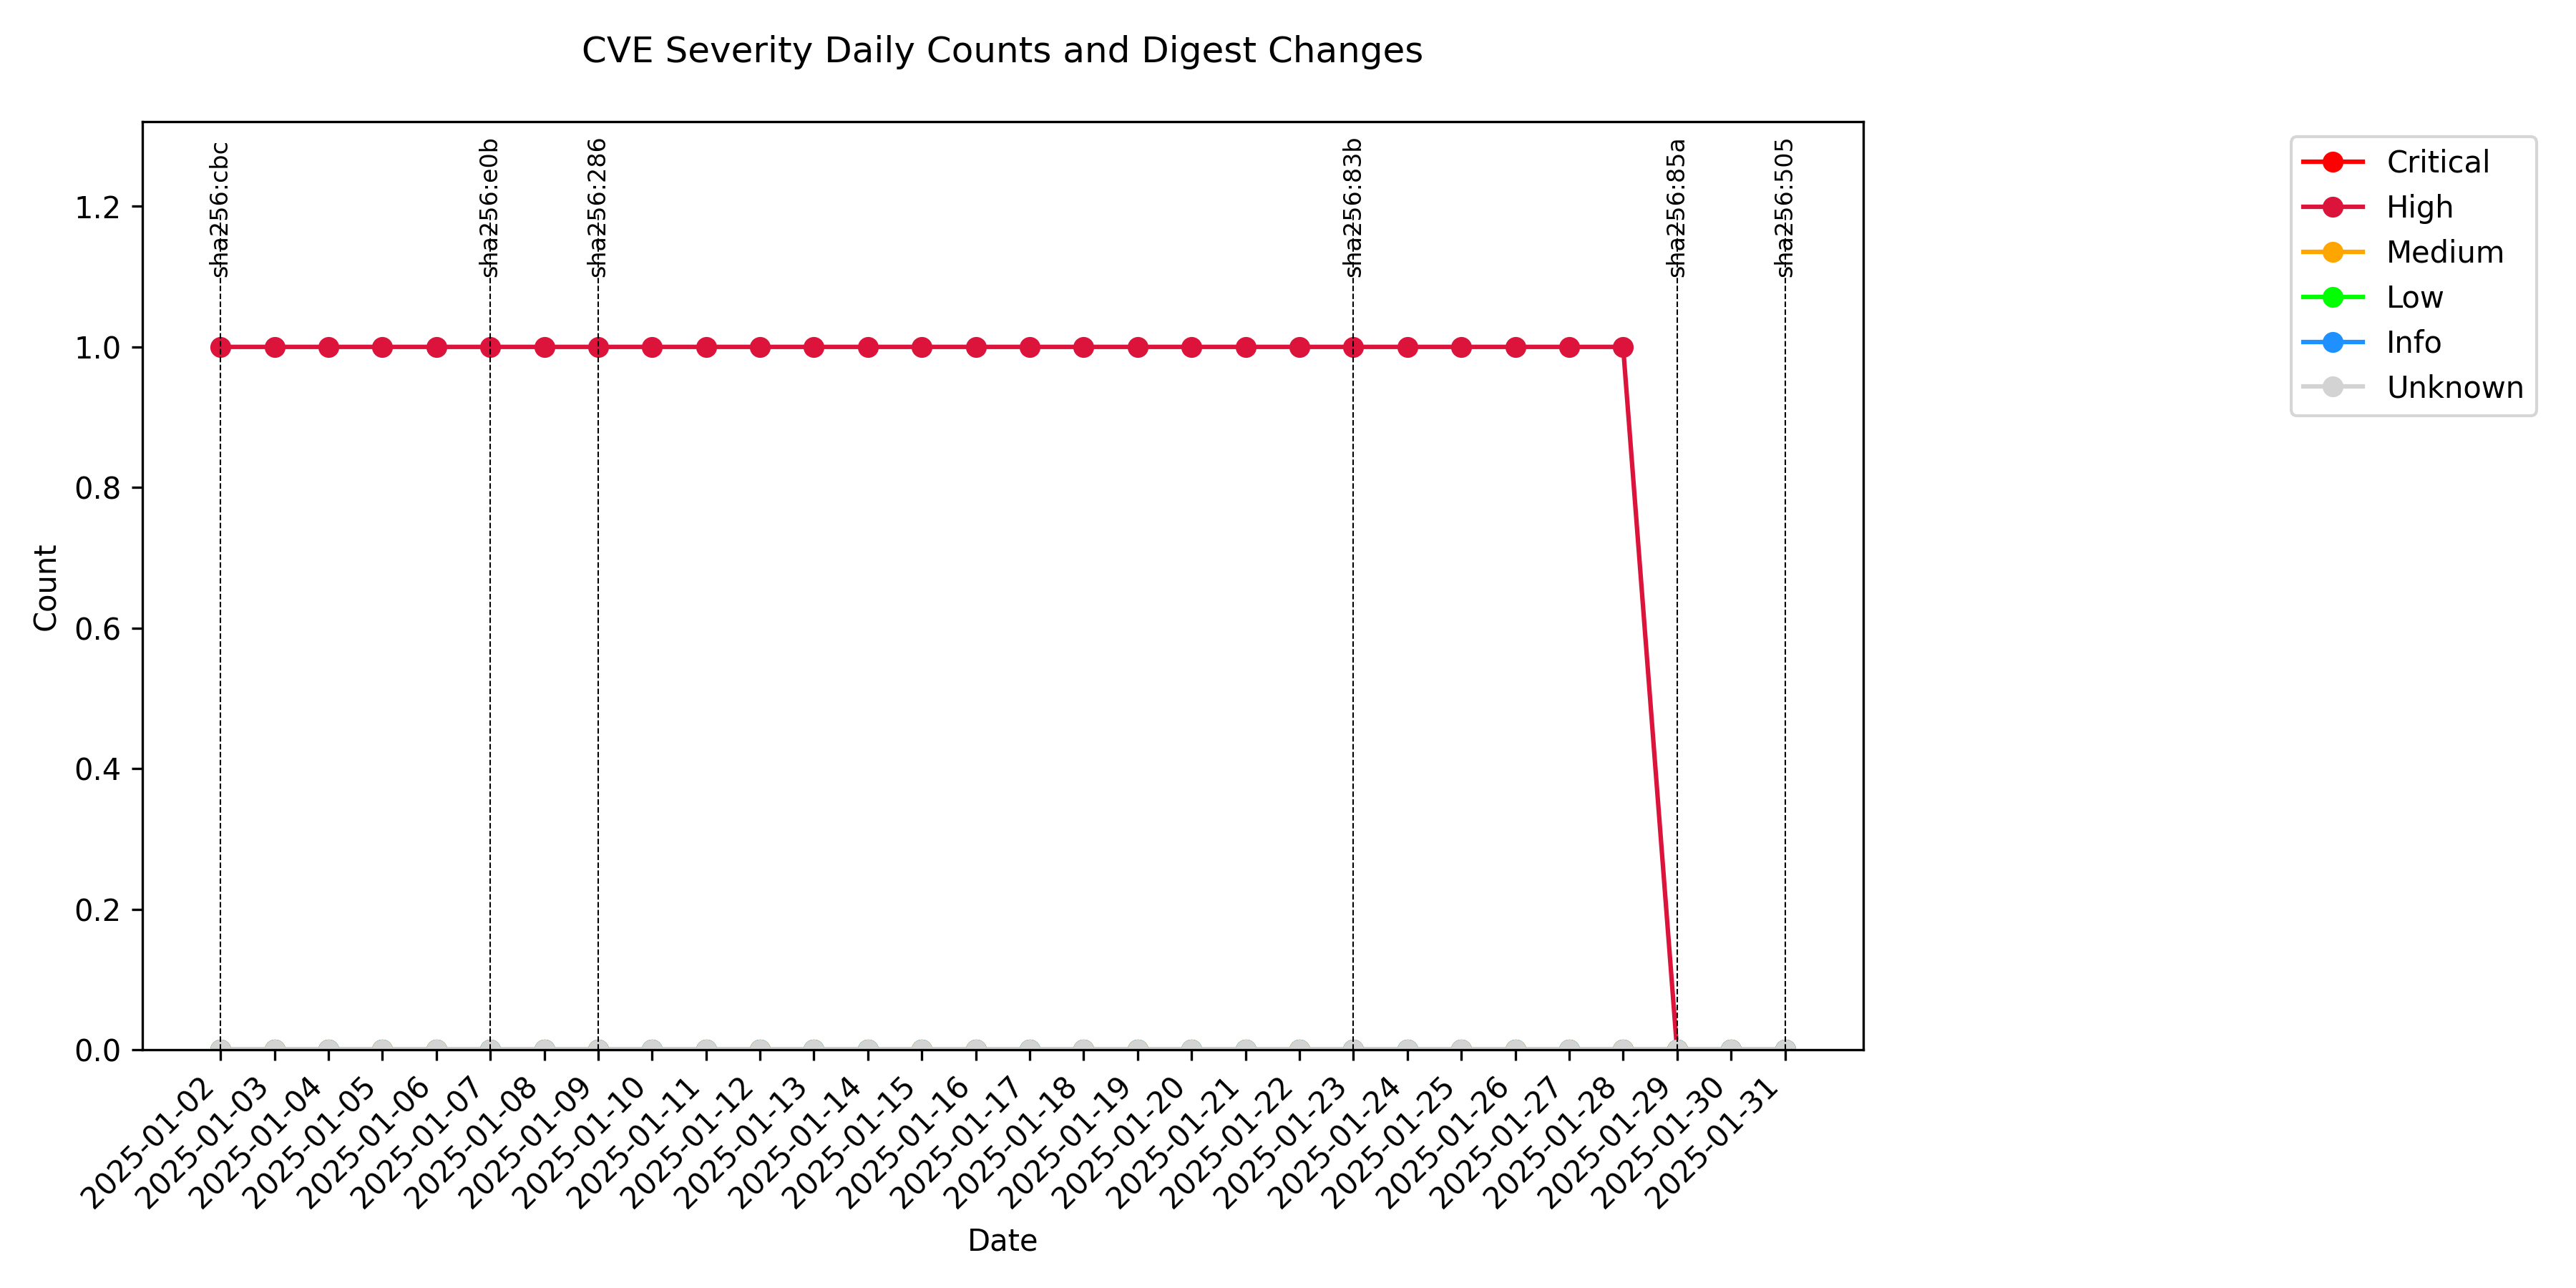 CVE Severity Daily Counts and Digest Changes
sha256:cbc
sha256:e0b
sha256:286
sha256:83b
sha256:85a
sha256:505
Critical
High
Medium
Low
Info
Unknown
1.2
1.0
0.8
0.6
0.4
0.2
0.0
Count
2025-01-02
2025-01-03
2025-01-04
2025-01-05
2025-01-06
2025-01-07
2025-01-08
2025-01-09
2025-01-10
2025-01-11
2025-01-12
2025-01-13
2025-01-14
2025-01-15
2025-01-16
2025-01-17
2025-01-18
2025-01-19
2025-01-20
2025-01-21
2025-01-22
2025-01-23
2025-01-24
2025-01-25
2025-01-26
2025-01-27
2025-01-28
2025-01-29
2025-01-30
2025-01-31
Date